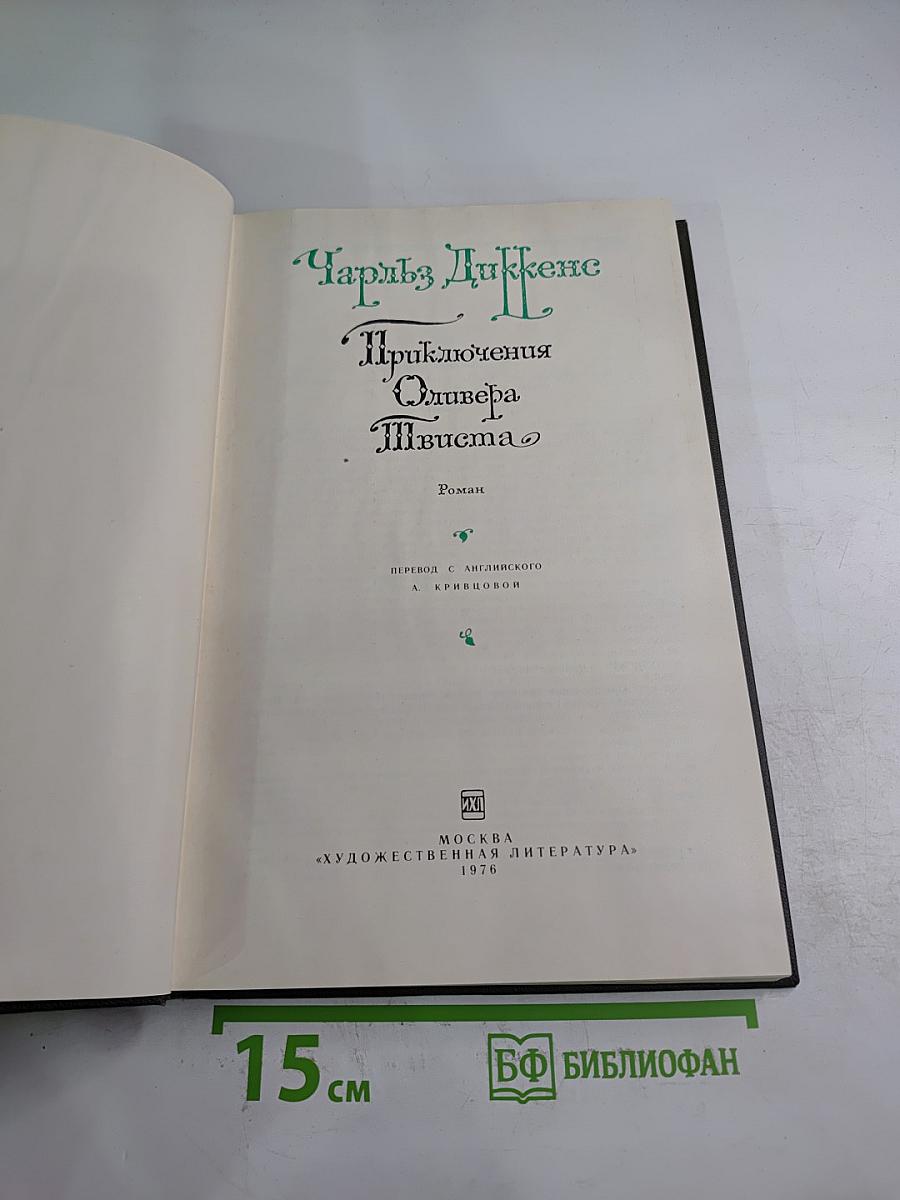 Чарльз Диккенс
Приключения
Оливера
Твиста
Роман
ПЕРЕВОД С АНГЛИЙСКОГО
А. КРИВЦОВОЙ
ИХЛ
МОСКВА
«ХУДОЖЕСТВЕННАЯ ЛИТЕРАТУРА»
1976
15 см
БФ БИБЛИОФАН